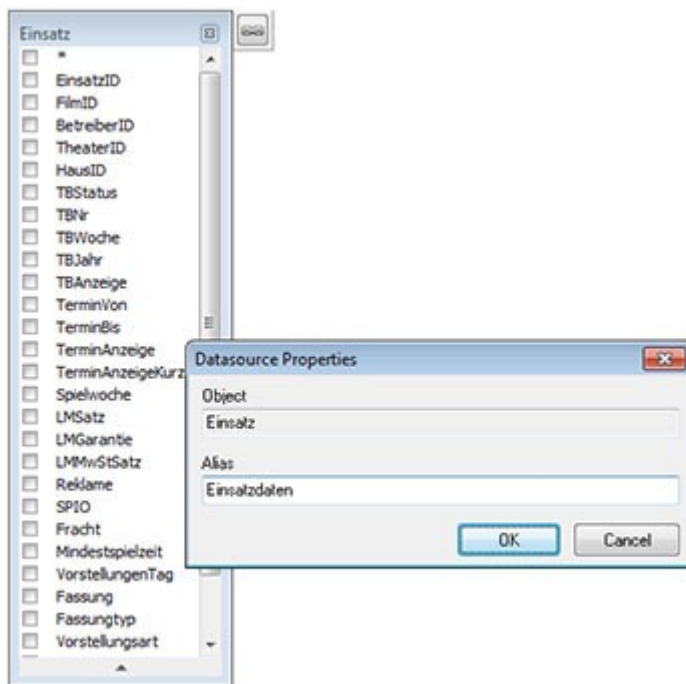 Einsatz
*
EinsatzID
FilmID
BetreiberID
TheaterID
HausID
TBStatus
TBNr
TBWoche
TBJahr
TBAnzeige
TerminVon
TerminBis
TerminAnzeige
TerminAnzeigeKurz
Spielwoche
LMSatz
LMGarantie
LMMwStSatz
Reklame
SPIO
Fracht
Mindestspielzeit
VorstellungenTag
Fassung
Fassungtyp
Vorstellungsart
Datasource Properties
Object
Einsatz
Alias
Einsatzdaten
OK Cancel